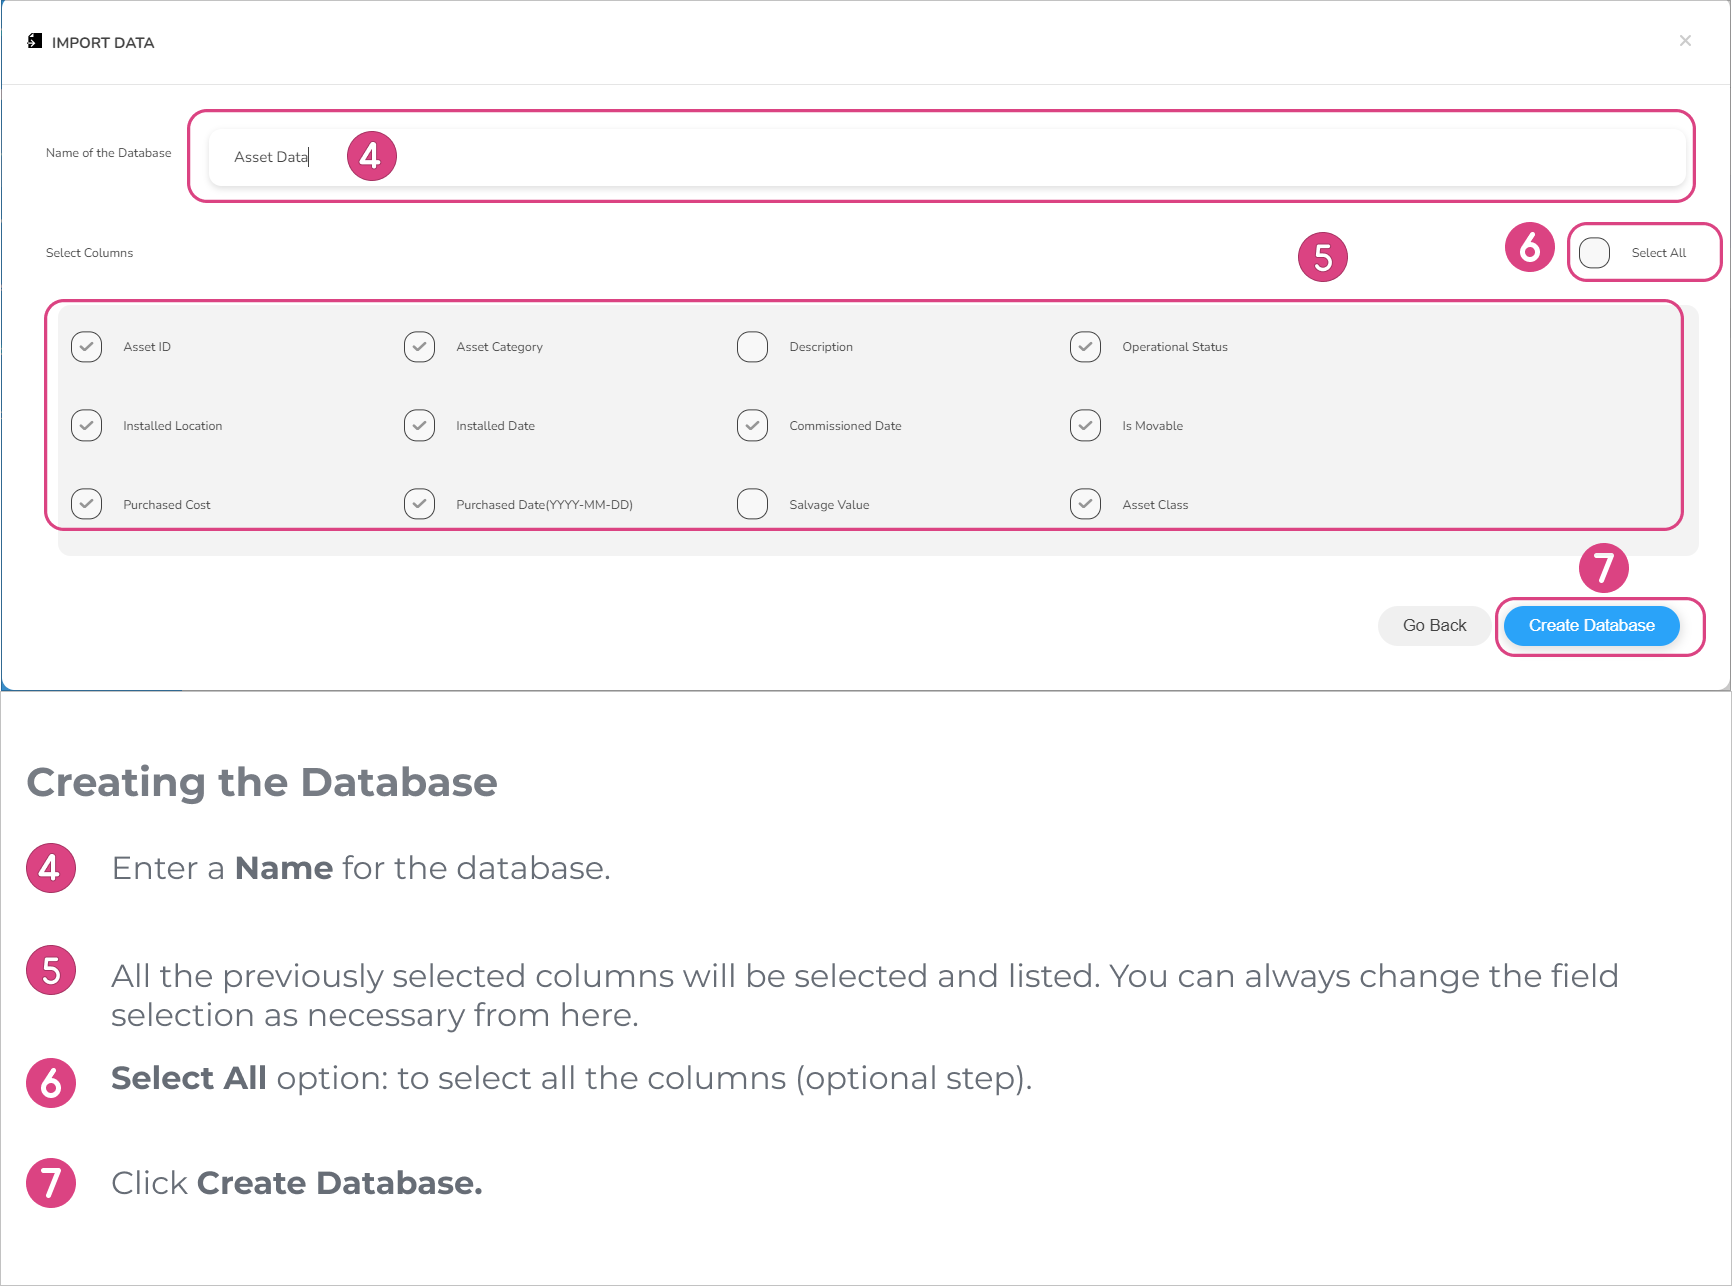 IMPORT DATA
×
Name of the Database
Asset Data
4
Select Columns
5
6
Select All
Asset ID
Asset Category
Description
Operational Status
Installed Location
Installed Date
Commissioned Date
Is Movable
Purchased Cost
Purchased Date(YYYY-MM-DD)
Salvage Value
Asset Class
7
Go Back
Create Database
Creating the Database
4 Enter a Name for the database.
5 All the previously selected columns will be selected and listed. You can always change the field
selection as necessary from here.
6 Select All option: to select all the columns (optional step).
7 Click Create Database.